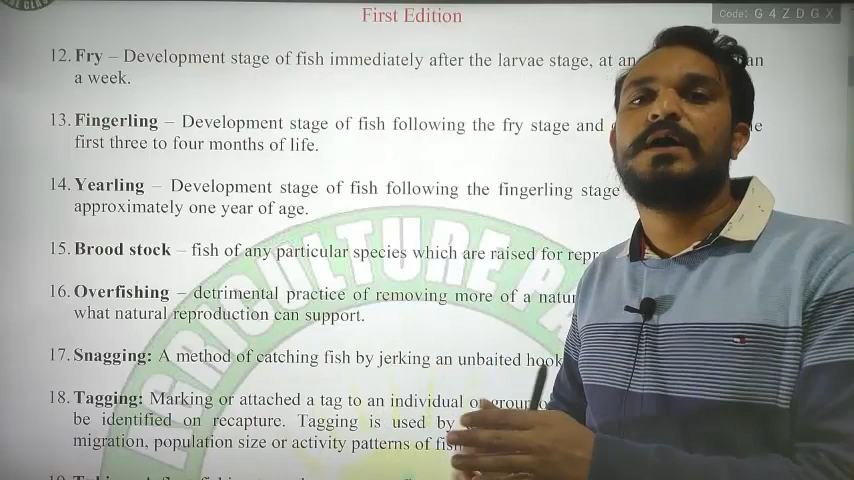 First Edition
Code: G 4 Z D G X
12. Fry – Development stage of fish immediately after the larvae stage, at an an
a week.
13. Fingerling – Development stage of fish following the fry stage and
first three to four months of life.
14. Yearling – Development stage of fish following the fingerling stage
approximately one year of age.
15. Brood stock – fish of any particular species which are raised for repr
16. Overfishing – detrimental practice of removing more of a natu
what natural reproduction can support.
17. Snagging: A method of catching fish by jerking an unbaited hook
18. Tagging: Marking or attached a tag to an individual or group o
be identified on recapture. Tagging is used by
migration, population size or activity patterns of fish
AGRICULTURE PA